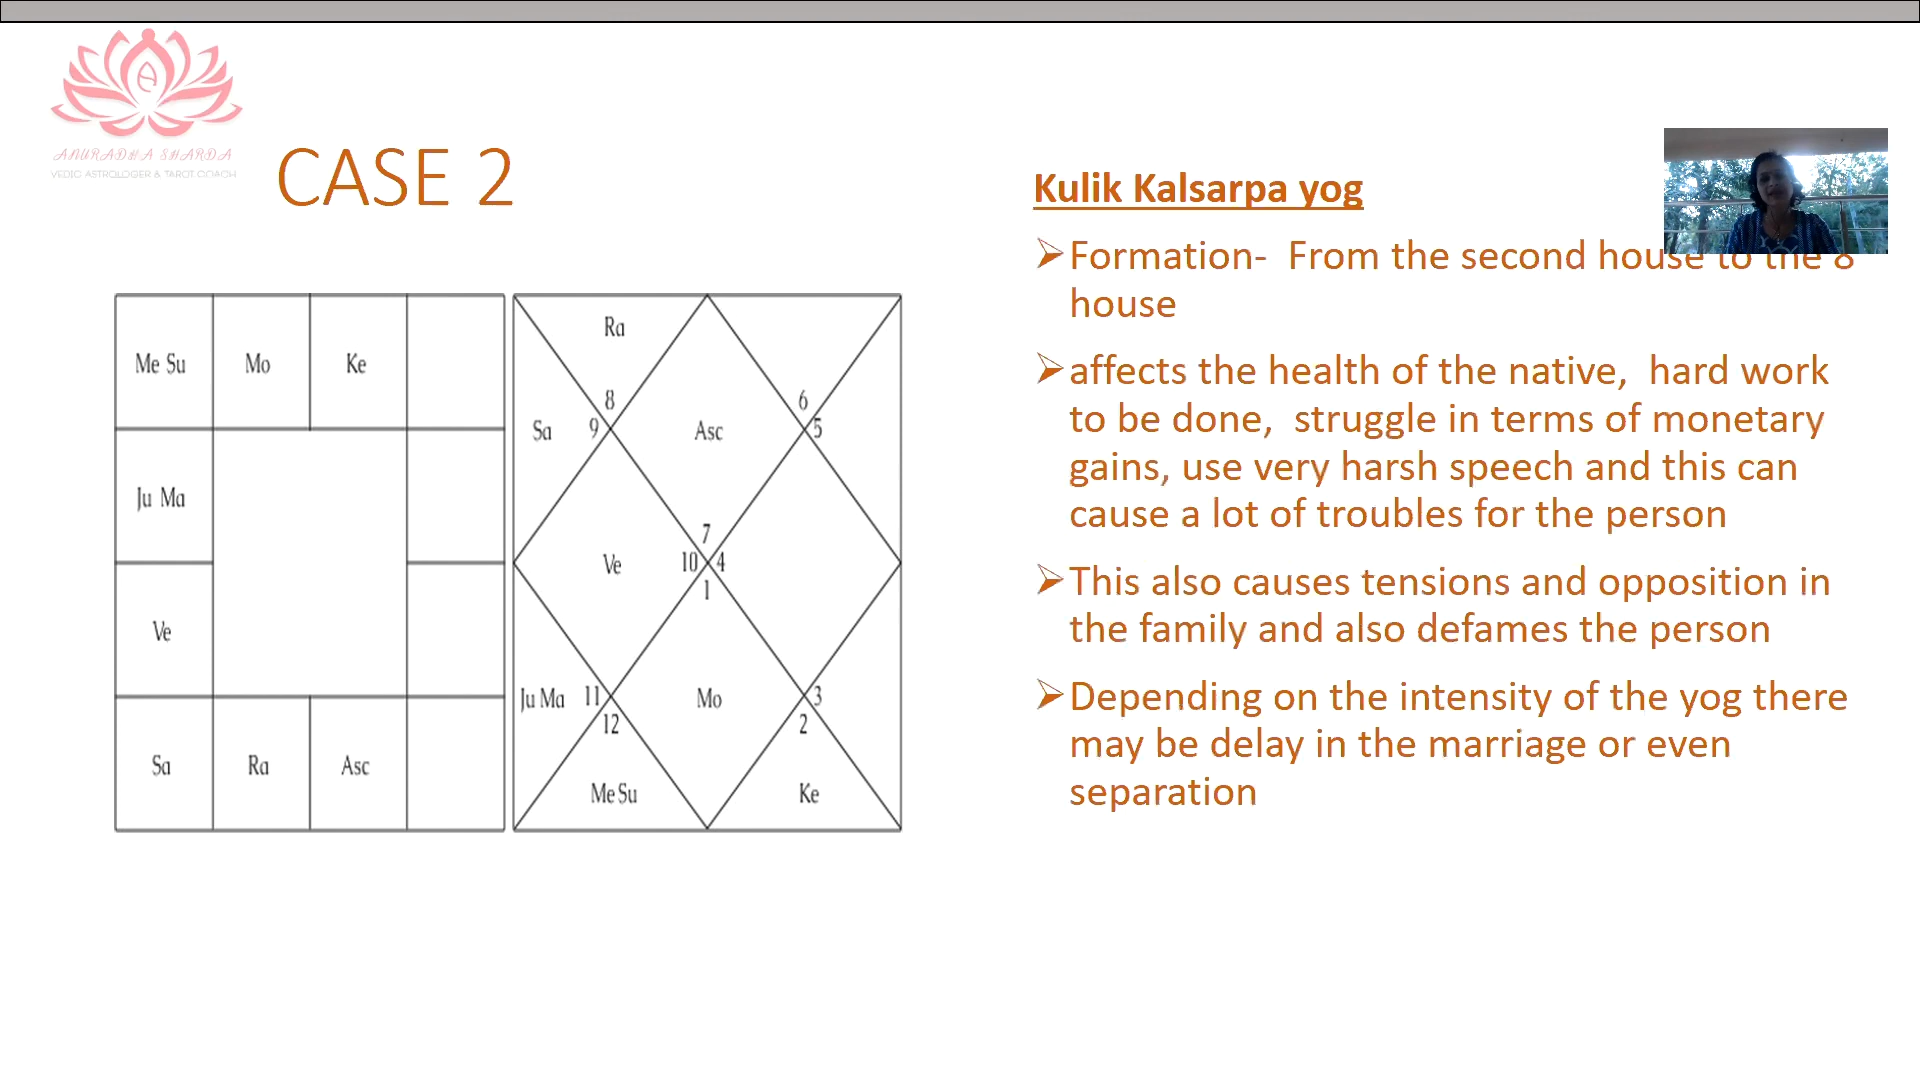 ANURADHA SHARDA
VEDIC ASTROLOGER & TAROT COACH
CASE 2
Me Su Mo Ke
Ju Ma
Ve
Sa Ra Asc
Ra
8 6
Sa 9 Asc 5
7
Ve 10 4
1
Ju Ma 11 Mo 3
12 2
Me Su Ke
Kulik Kalsarpa yog
➢Formation- From the second house to the 8
house
➢affects the health of the native, hard work
to be done, struggle in terms of monetary
gains, use very harsh speech and this can
cause a lot of troubles for the person
➢This also causes tensions and opposition in
the family and also defames the person
➢Depending on the intensity of the yog there
may be delay in the marriage or even
separation